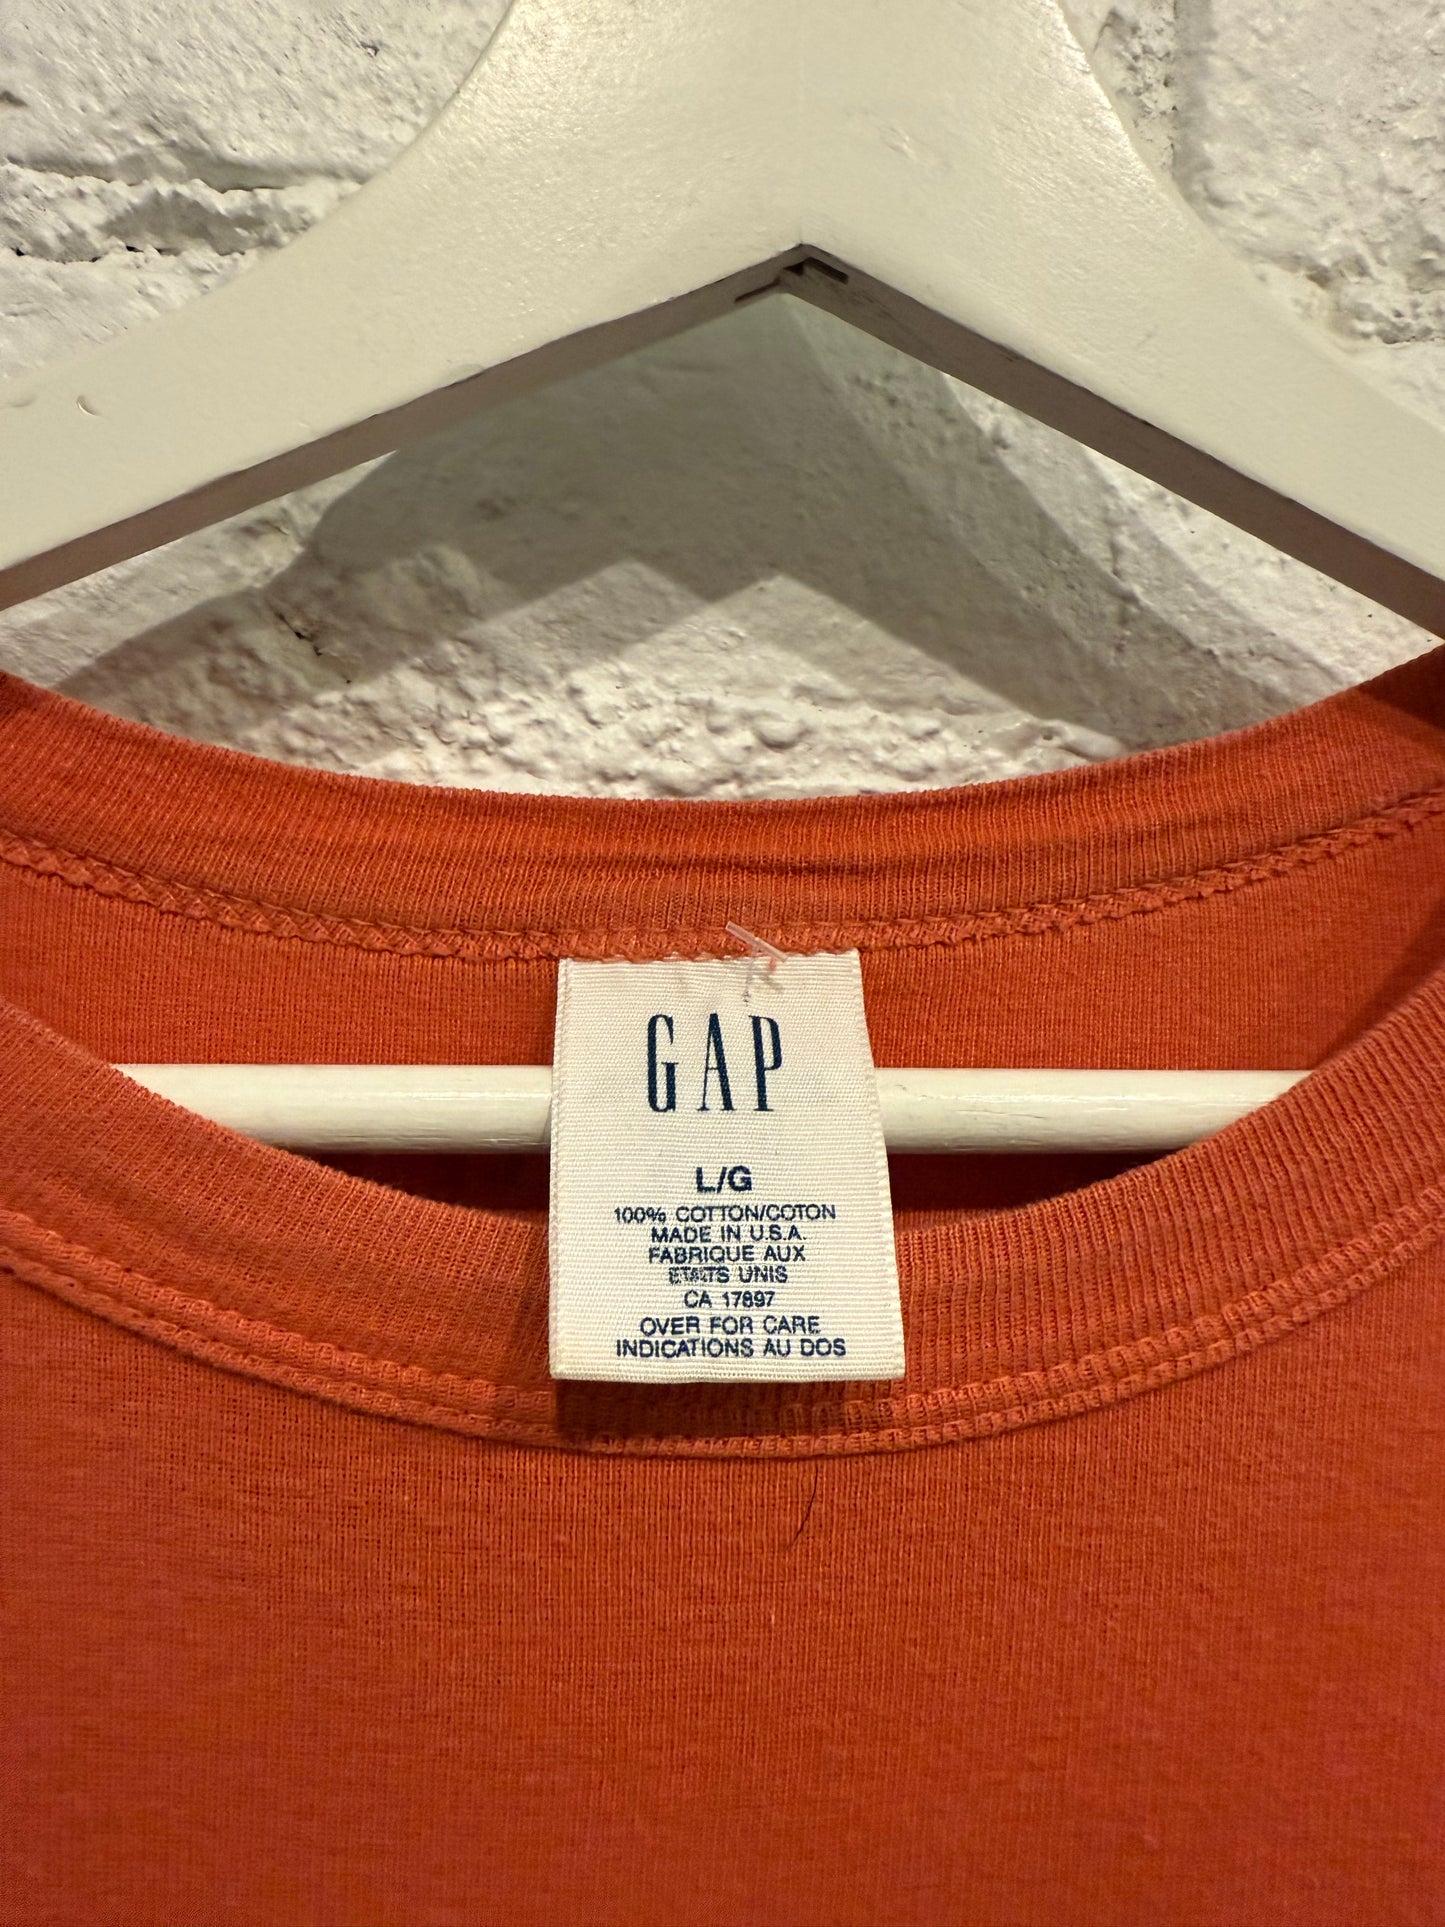 GAP
L/G
100% COTTON/COTON
MADE IN U.S.A.
FABRIQUE AUX
ETATS UNIS
CA 17897
OVER FOR CARE
INDICATIONS AU DOS